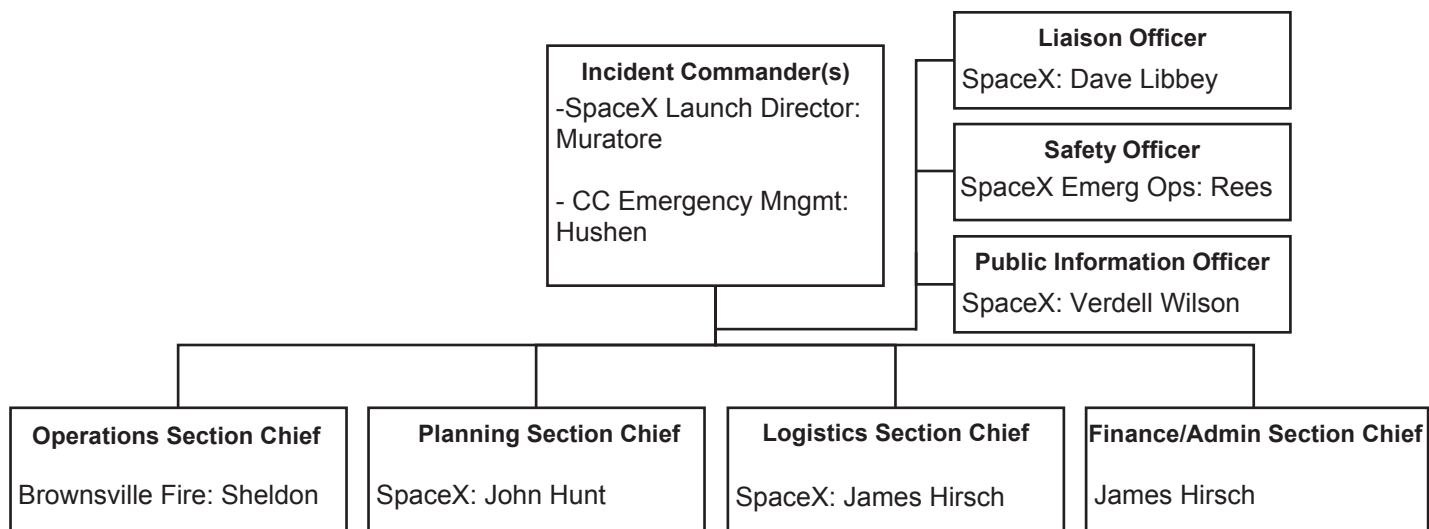 Incident Commander(s)
-SpaceX Launch Director:
Muratore
- CC Emergency Mngmt:
Hushen
Liaison Officer
SpaceX: Dave Libbey
Safety Officer
SpaceX Emerg Ops: Rees
Public Information Officer
SpaceX: Verdell Wilson
Operations Section Chief
Brownsville Fire: Sheldon
Planning Section Chief
SpaceX: John Hunt
Logistics Section Chief
SpaceX: James Hirsch
Finance/Admin Section Chief
James Hirsch